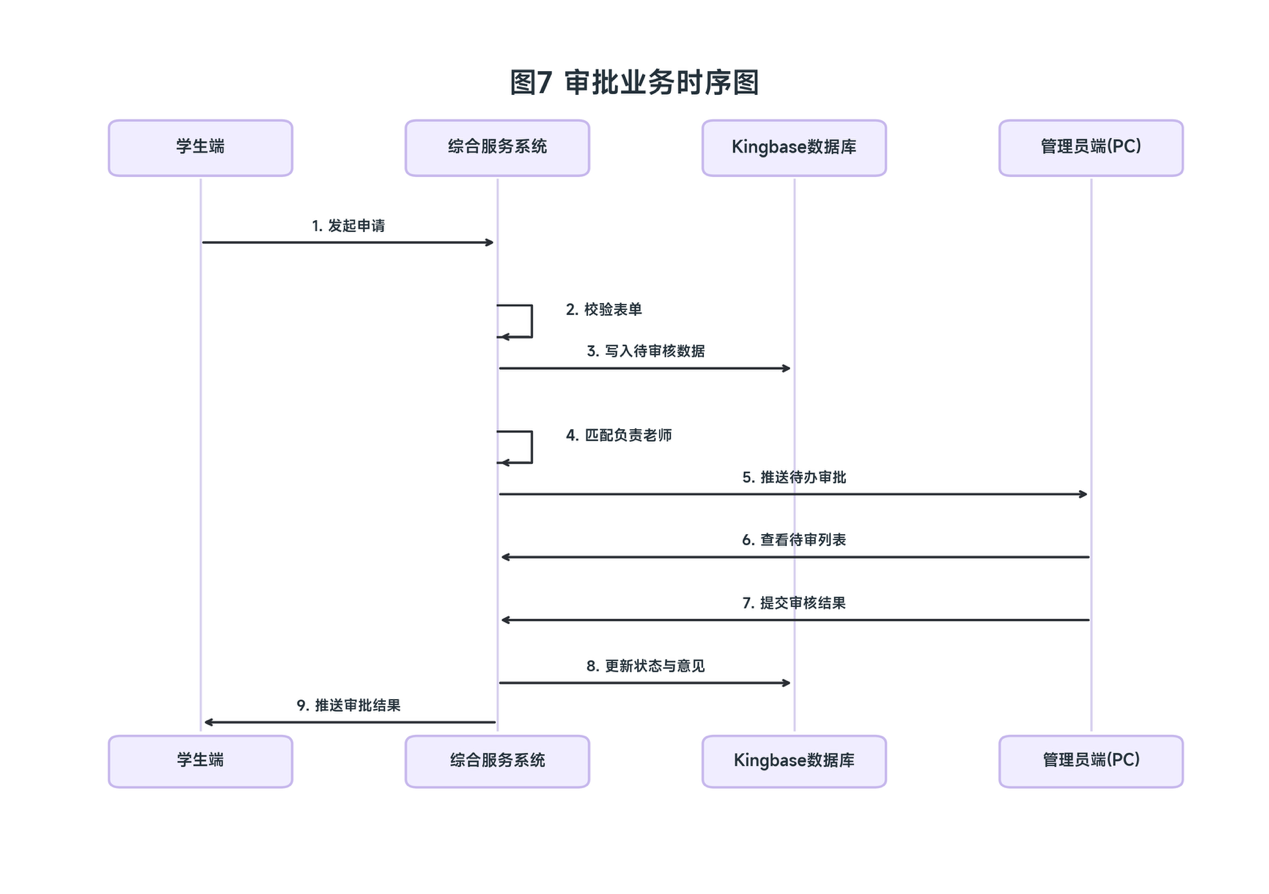 图7 审批业务时序图
学生端
综合服务系统
Kingbase数据库
管理员端(PC)
1. 发起申请
2. 校验表单
3. 写入待审核数据
4. 匹配负责老师
5. 推送待办审批
6. 查看待审列表
7. 提交审核结果
8. 更新状态与意见
9. 推送审批结果
学生端
综合服务系统
Kingbase数据库
管理员端(PC)